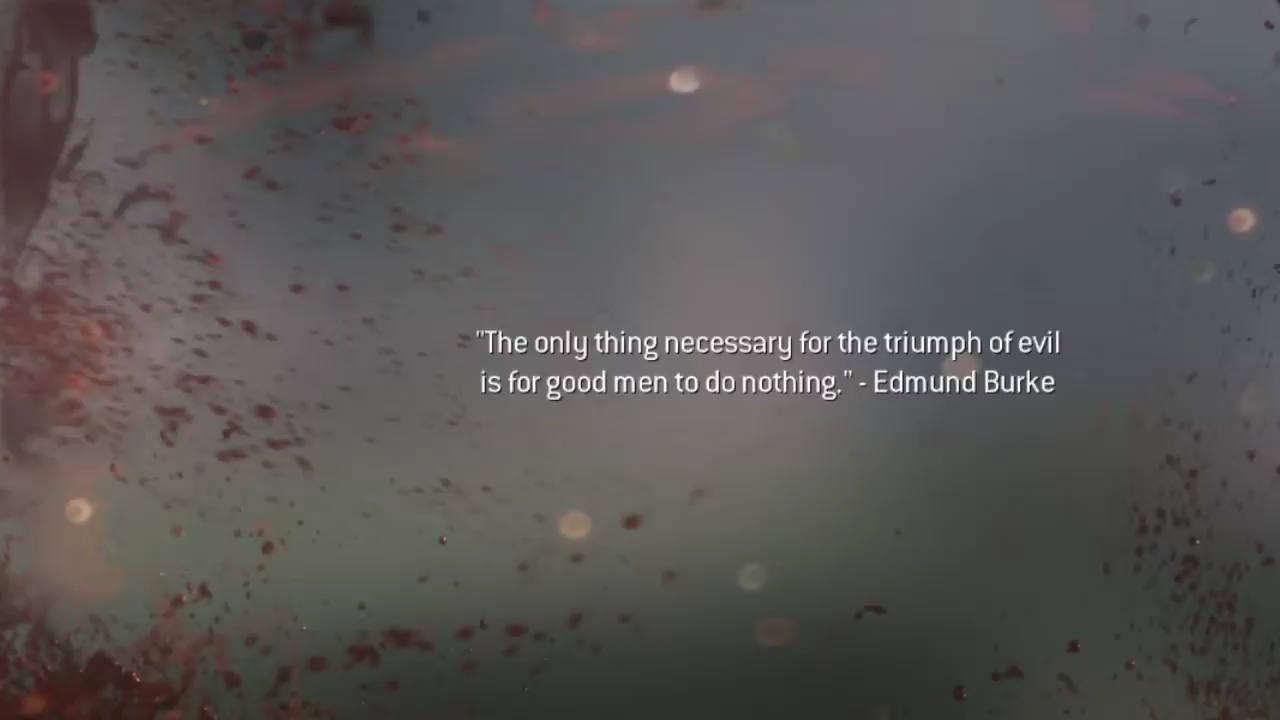 "The only thing necessary for the triumph of evil
is for good men to do nothing." - Edmund Burke